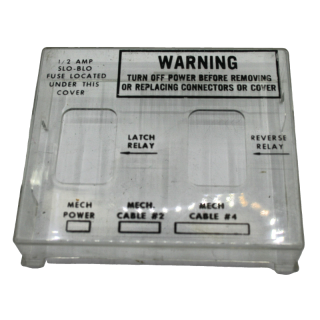 1/2 AMP
SLO-BLO
FUSE LOCATED
UNDER THIS
COVER
WARNING
TURN OFF POWER BEFORE REMOVING
OR REPLACING CONNECTORS OR COVER
LATCH
RELAY
REVERSE
RELAY
MECH
POWER
MECH.
CABLE #2
MECH
CABLE #4